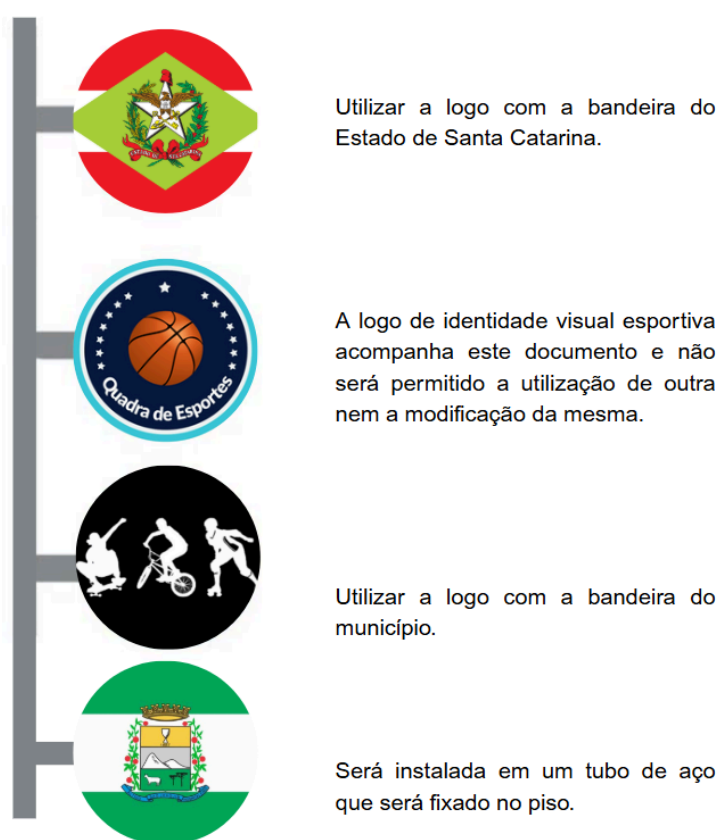 Utilizar a logo com a bandeira do
Estado de Santa Catarina.
Quadra de Esportes
A logo de identidade visual esportiva
acompanha este documento e não
será permitido a utilização de outra
nem a modificação da mesma.
Utilizar a logo com a bandeira do
município.
Será instalada em um tubo de aço
que será fixado no piso.